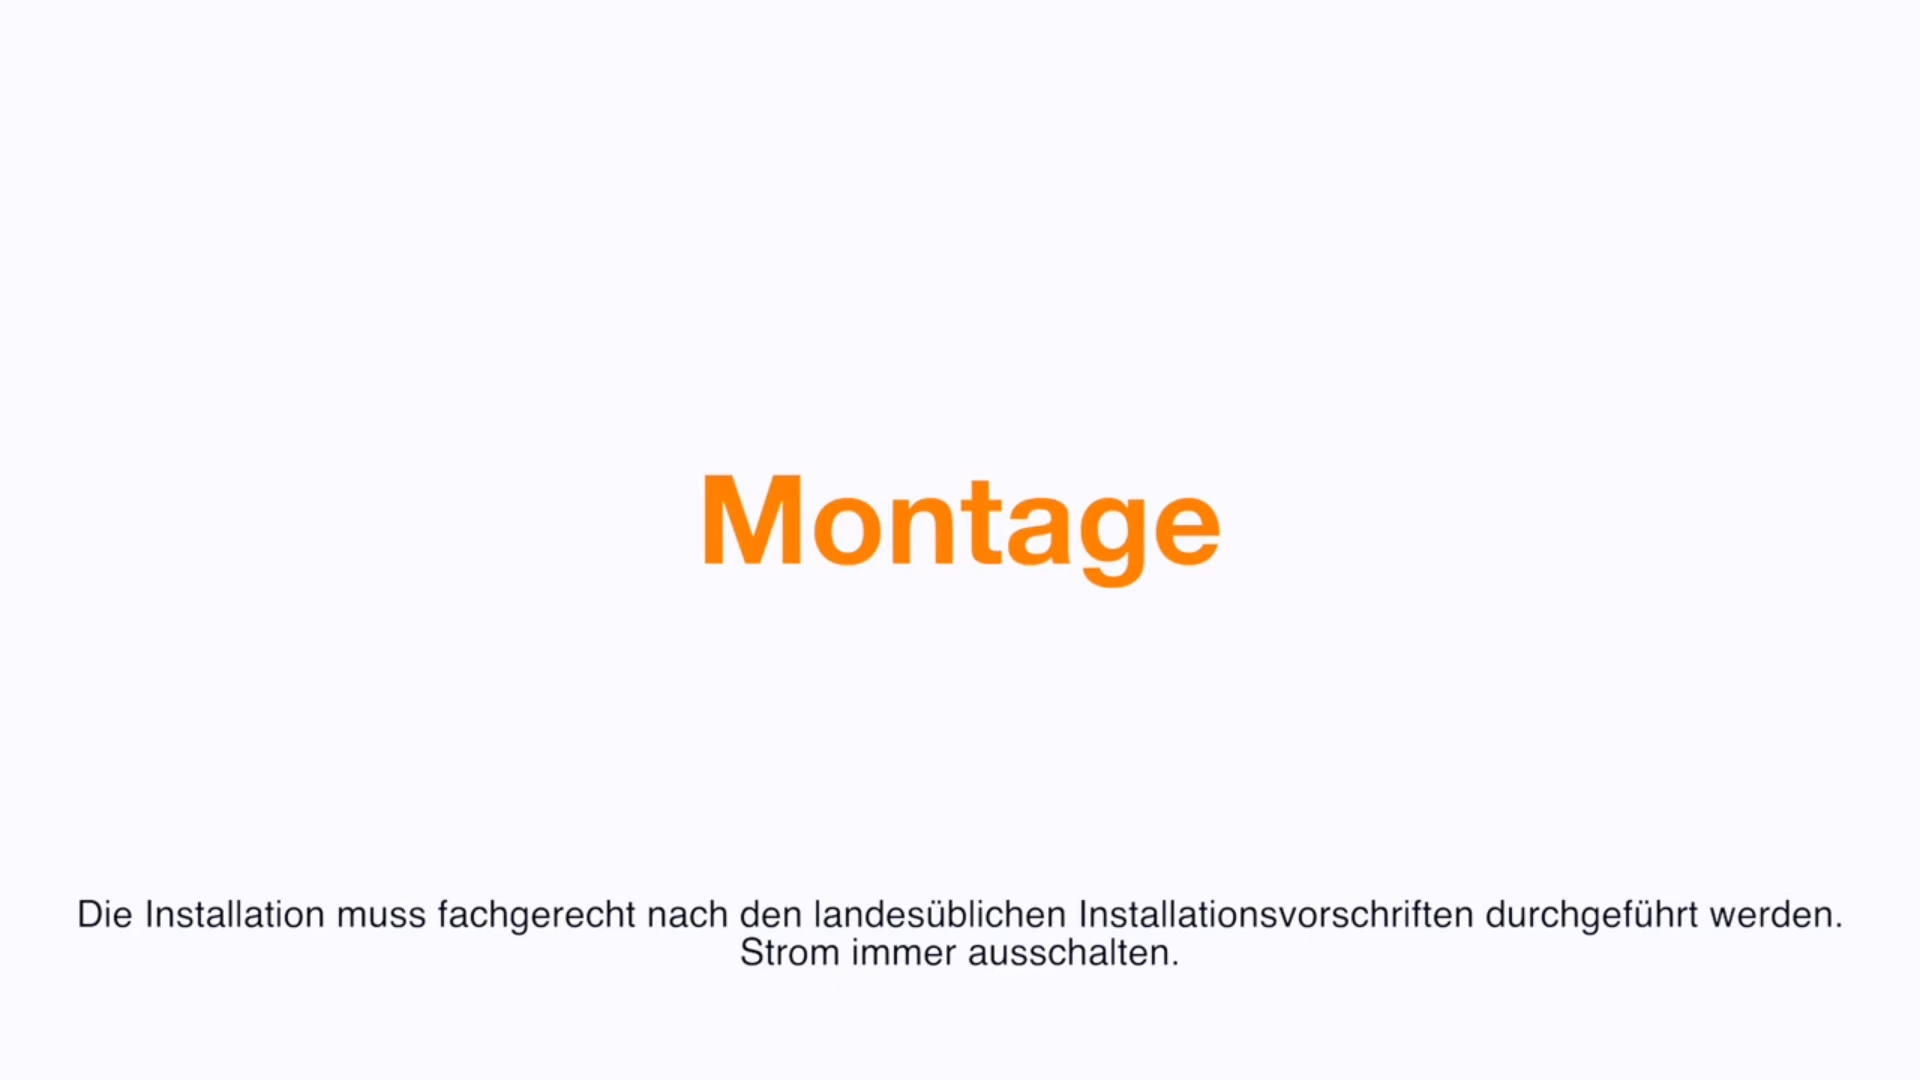 Montage
Die Installation muss fachgerecht nach den landesüblichen Installationsvorschriften durchgeführt werden.
Strom immer ausschalten.